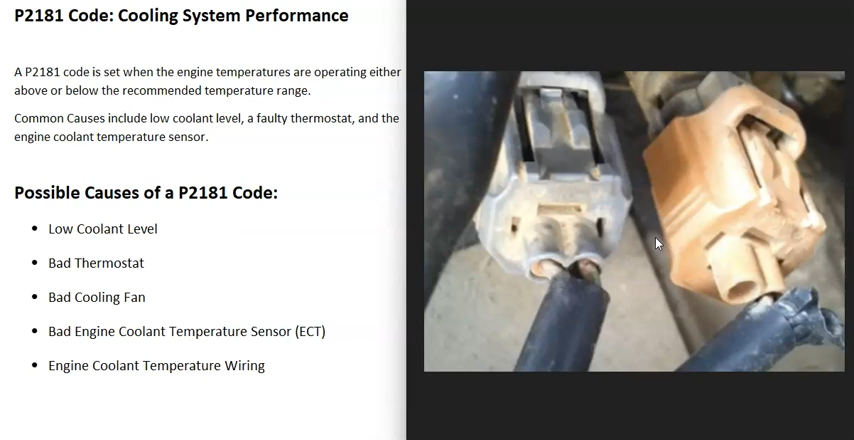 P2181 Code: Cooling System Performance
A P2181 code is set when the engine temperatures are operating either
above or below the recommended temperature range.
Common Causes include low coolant level, a faulty thermostat, and the
engine coolant temperature sensor.
Possible Causes of a P2181 Code:
• Low Coolant Level
• Bad Thermostat
• Bad Cooling Fan
• Bad Engine Coolant Temperature Sensor (ECT)
• Engine Coolant Temperature Wiring